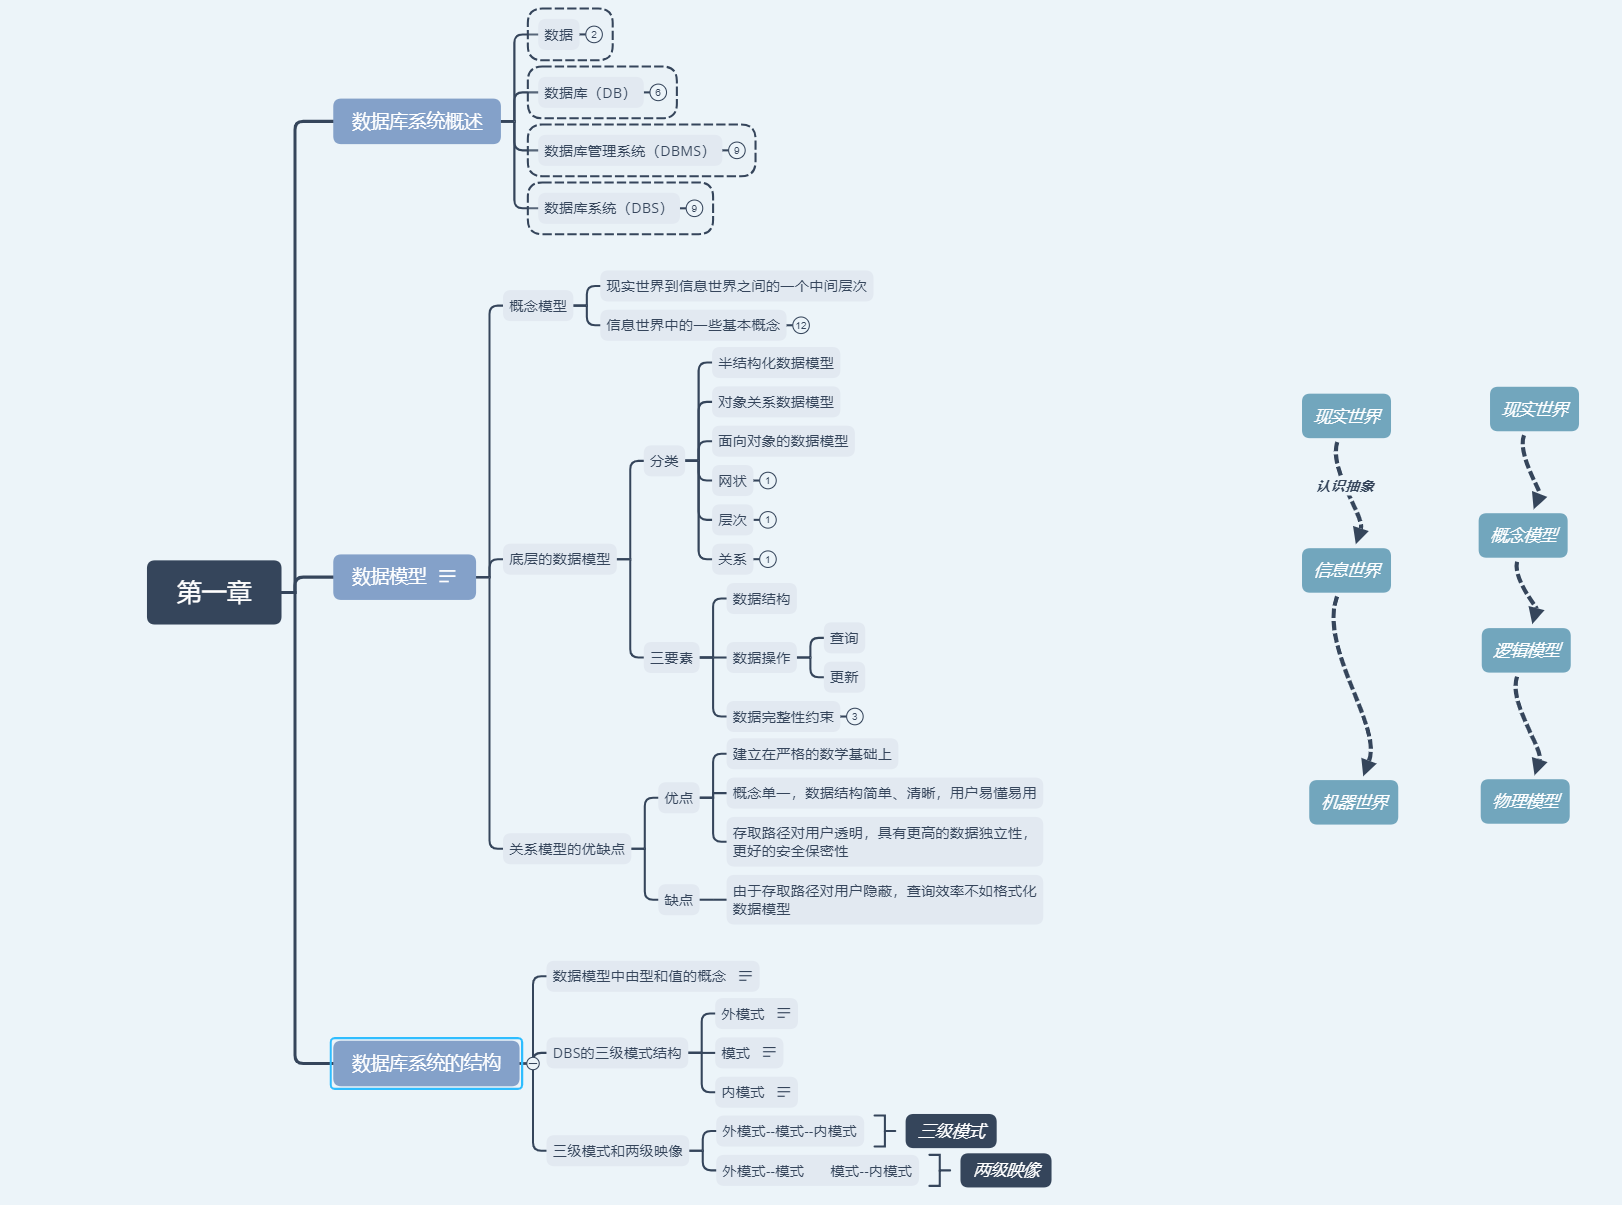 数据
2
数据库（DB）
6
数据库系统概述
数据库管理系统（DBMS）
9
数据库系统（DBS）
9
概念模型
现实世界到信息世界之间的一个中间层次
信息世界中的一些基本概念
12
第一章
数据模型
底层的数据模型
分类
半结构化数据模型
对象关系数据模型
面向对象的数据模型
网状
1
层次
1
关系
1
三要素
数据结构
数据操作
查询
更新
数据完整性约束
3
关系模型的优缺点
优点
建立在严格的数学基础上
概念单一，数据结构简单、清晰，用户易懂易用
存取路径对用户透明，具有更高的数据独立性，
更好的安全保密性
缺点
由于存取路径对用户隐蔽，查询效率不如格式化
数据模型
数据库系统的结构
数据模型中由型和值的概念
DBS的三级模式结构
外模式
模式
内模式
三级模式和两级映像
外模式--模式--内模式
三级模式
外模式--模式 模式--内模式
两级映像
现实世界
认识抽象
信息世界
机器世界
现实世界
概念模型
逻辑模型
物理模型